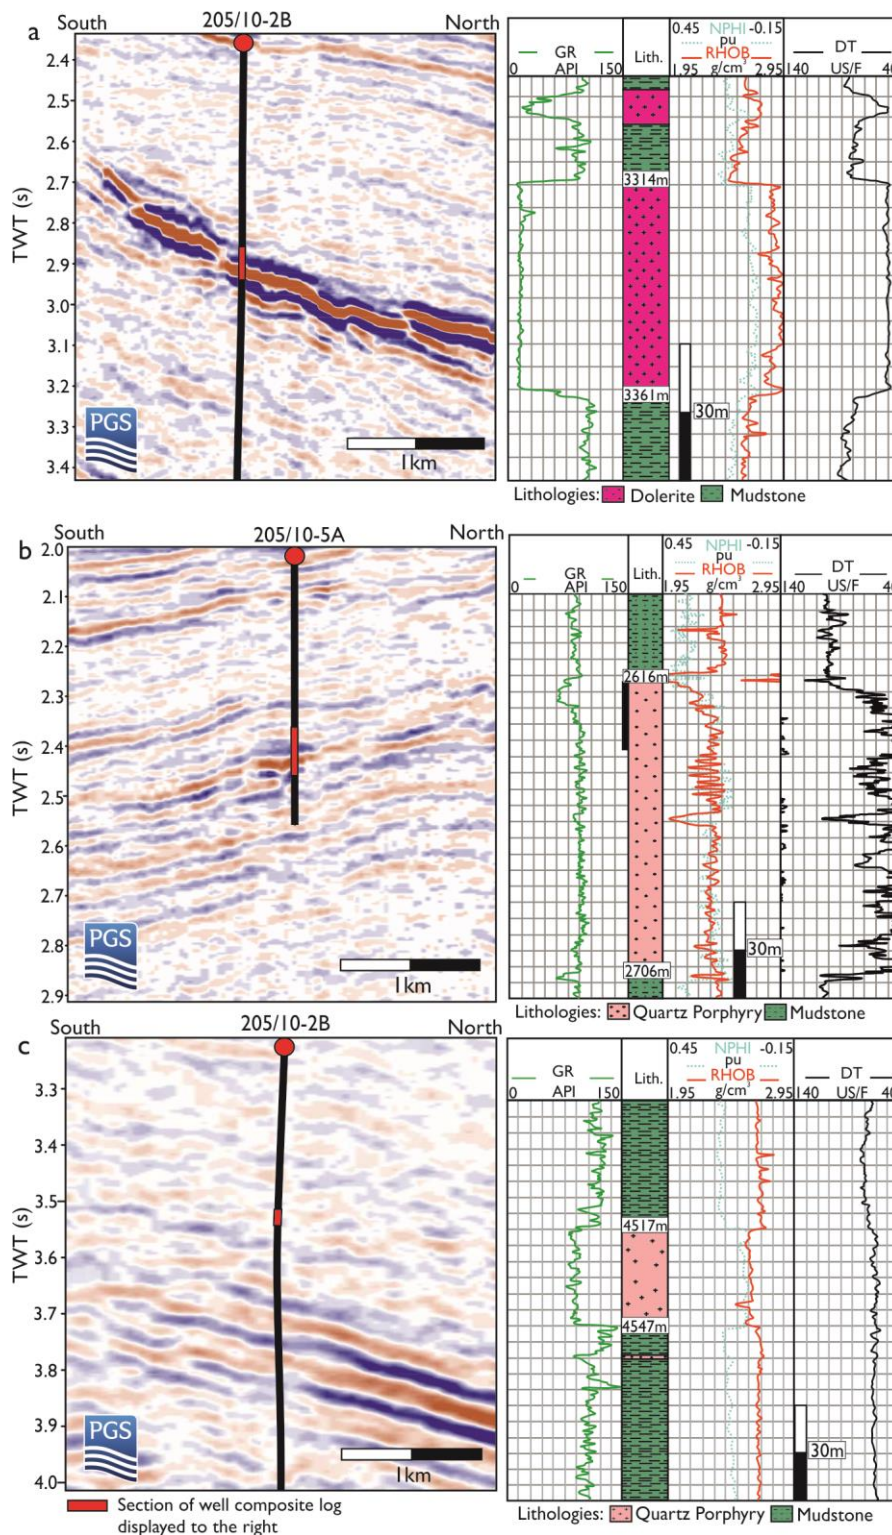 a
South
205/10-2B
North
TWT (s)
2.4
2.5
2.6
2.7
2.8
2.9
3.0
3.1
3.2
3.3
3.4
PGS
1km
GR
0 API 150
Lith.
0.45 NPHI -0.15
pu
RHOB
1.95 g/cm³ 2.95
DT
140 US/F 40
3314m
3361m
30m
Lithologies: Dolerite Mudstone
b
South
205/10-5A
North
TWT (s)
2.0
2.1
2.2
2.3
2.4
2.5
2.6
2.7
2.8
2.9
PGS
1km
GR
0 API 150
Lith.
0.45 NPHI -0.15
pu
RHOB
1.95 g/cm³ 2.95
DT
140 US/F 40
2616m
2706m
30m
Lithologies: Quartz Porphyry Mudstone
c
South
205/10-2B
North
TWT (s)
3.3
3.4
3.5
3.6
3.7
3.8
3.9
4.0
PGS
1km
GR
0 API 150
Lith.
0.45 NPHI -0.15
pu
RHOB
1.95 g/cm³ 2.95
DT
140 US/F 40
4517m
4547m
30m
Section of well composite log
displayed to the right
Lithologies: Quartz Porphyry Mudstone